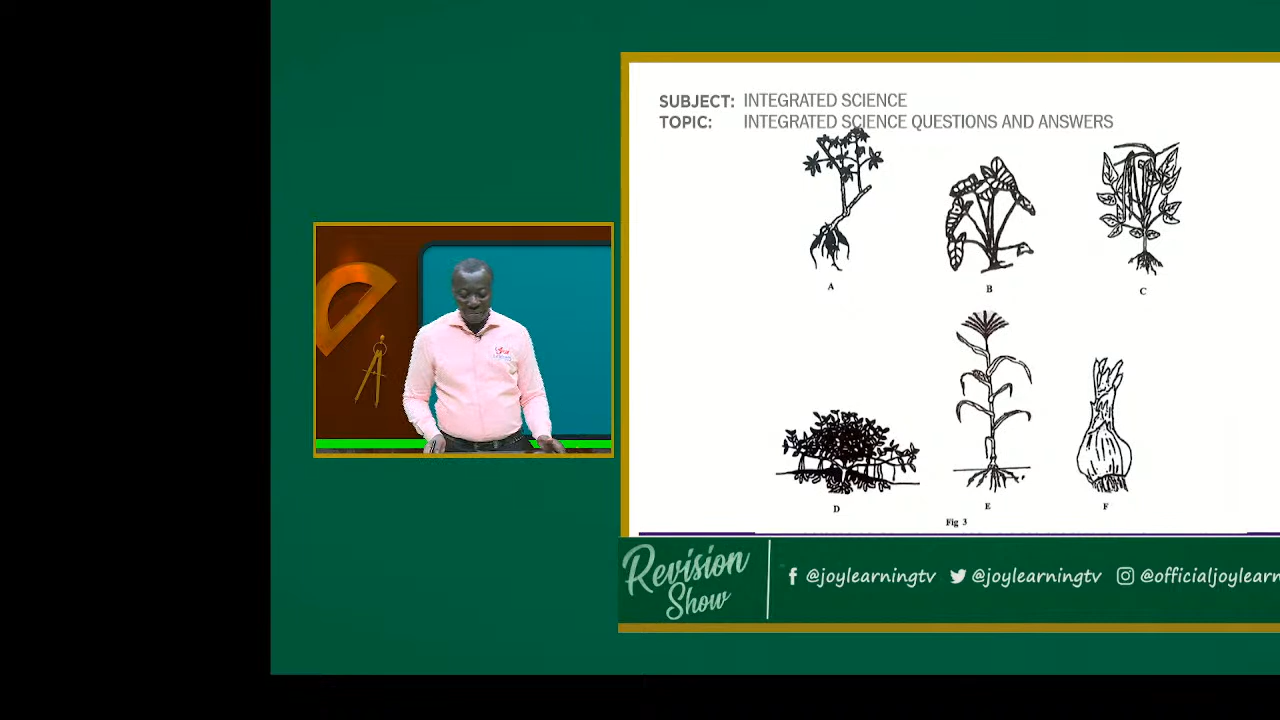 SUBJECT: INTEGRATED SCIENCE
TOPIC: INTEGRATED SCIENCE QUESTIONS AND ANSWERS
A
B
C
D
E
F
Fig 3
Revision
Show
@joylearningtv @joylearningtv @officialjoylearn